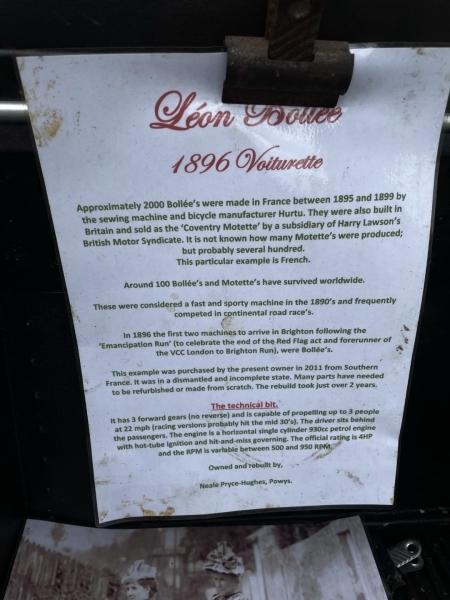 Léon Bollée
1896 Voiturette
Approximately 2000 Bollée's were made in France between 1895 and 1899 by
the sewing machine and bicycle manufacturer Hurtu. They were also built in
Britain and sold as the 'Coventry Motette' by a subsidiary of Harry Lawson's
British Motor Syndicate. It is not known how many Motette's were produced;
but probably several hundred.
This particular example is French.
Around 100 Bollée's and Motette's have survived worldwide.
These were considered a fast and sporty machine in the 1890's and frequently
competed in continental road race's.
In 1896 the first two machines to arrive in Brighton following the
'Emancipation Run' (to celebrate the end of the Red Flag act and forerunner of
the VCC London to Brighton Run), were Bollée's.
This example was purchased by the present owner in 2011 from Southern
France. It was in a dismantled and incomplete state. Many parts have needed
to be refurbished or made from scratch. The rebuild took just over 2 years.
The technical bit.
It has 3 forward gears (no reverse) and is capable of propelling up to 3 people
at 22 mph (racing versions probably hit the mid 30's). The driver sits behind
the passengers. The engine is a horizontal single cylinder 930cc petrol engine
with hot-tube ignition and hit-and-miss governing. The official rating is 4HP
and the RPM is variable between 500 and 950 RPM.
Owned and rebuilt by,
Neale Pryce-Hughes, Powys.